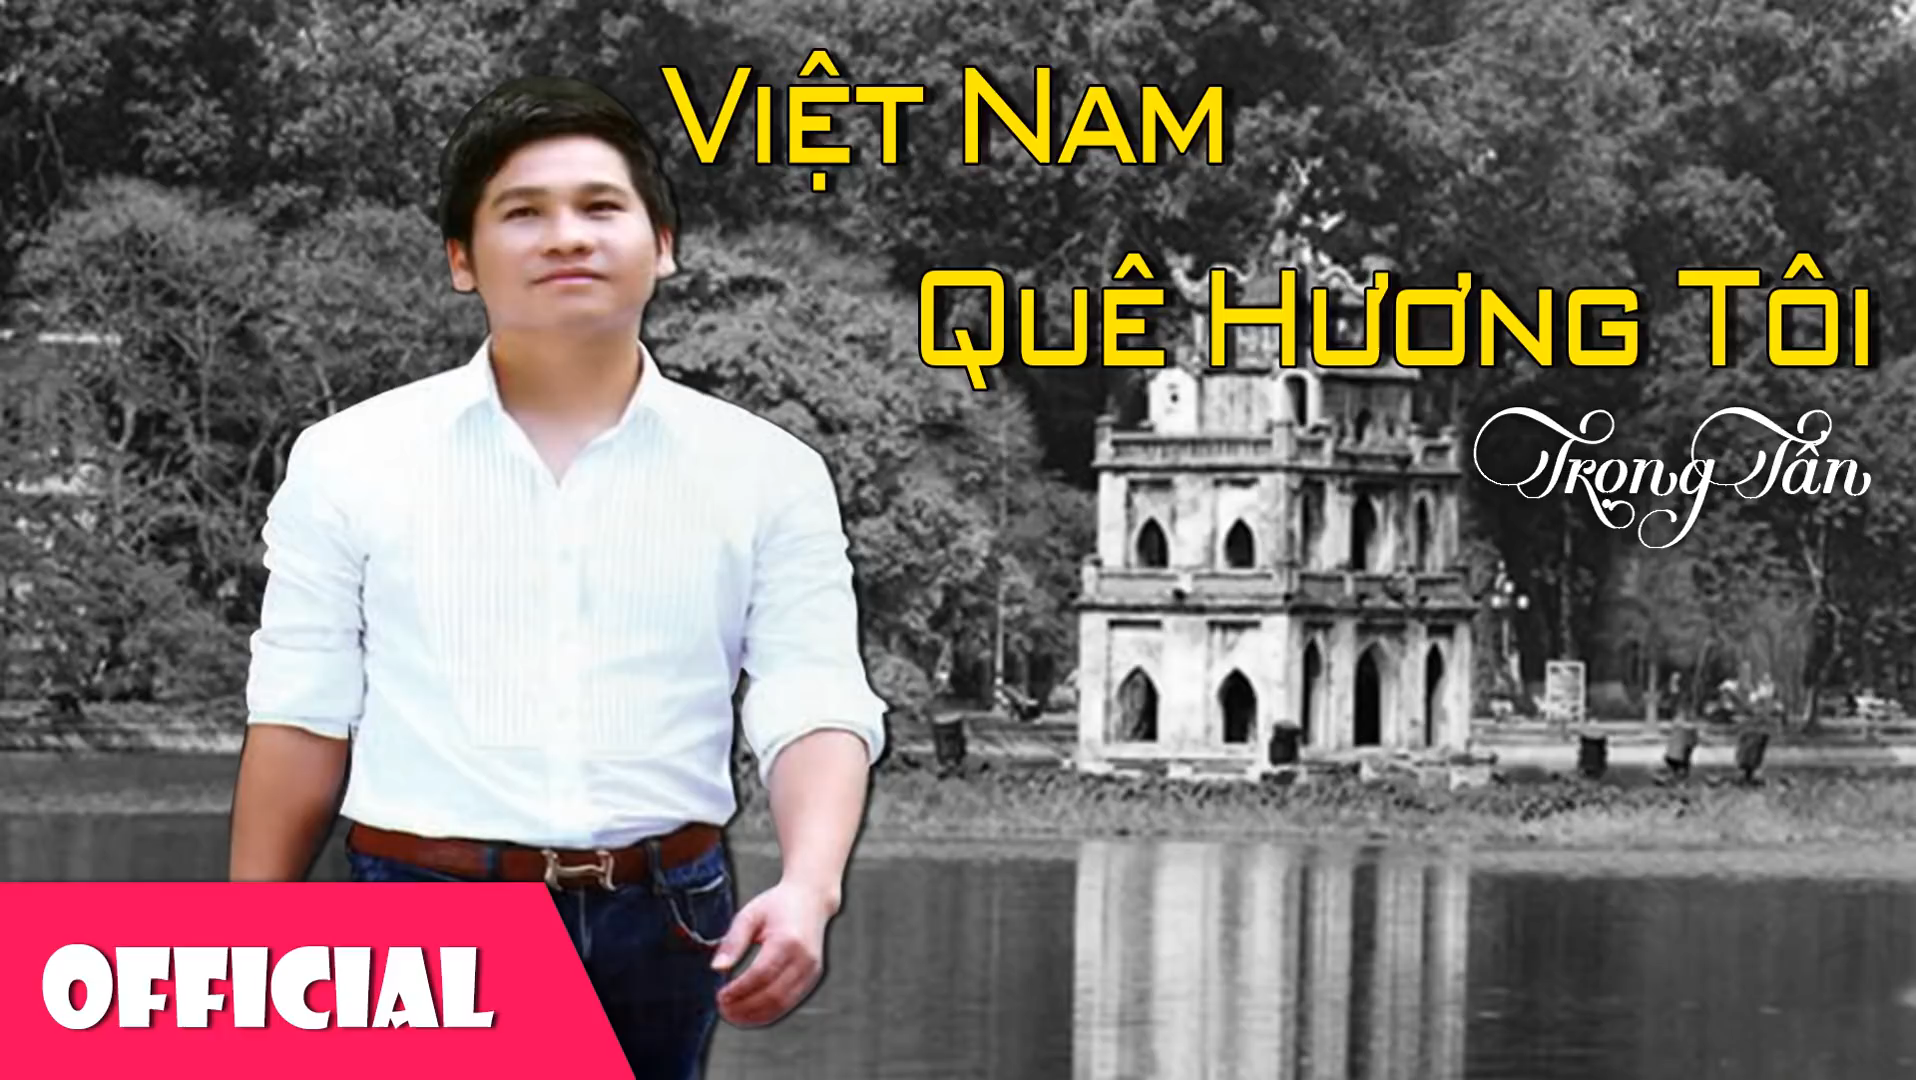 Việt Nam
Quê Hương Tôi
Trọng Tấn
OFFICIAL